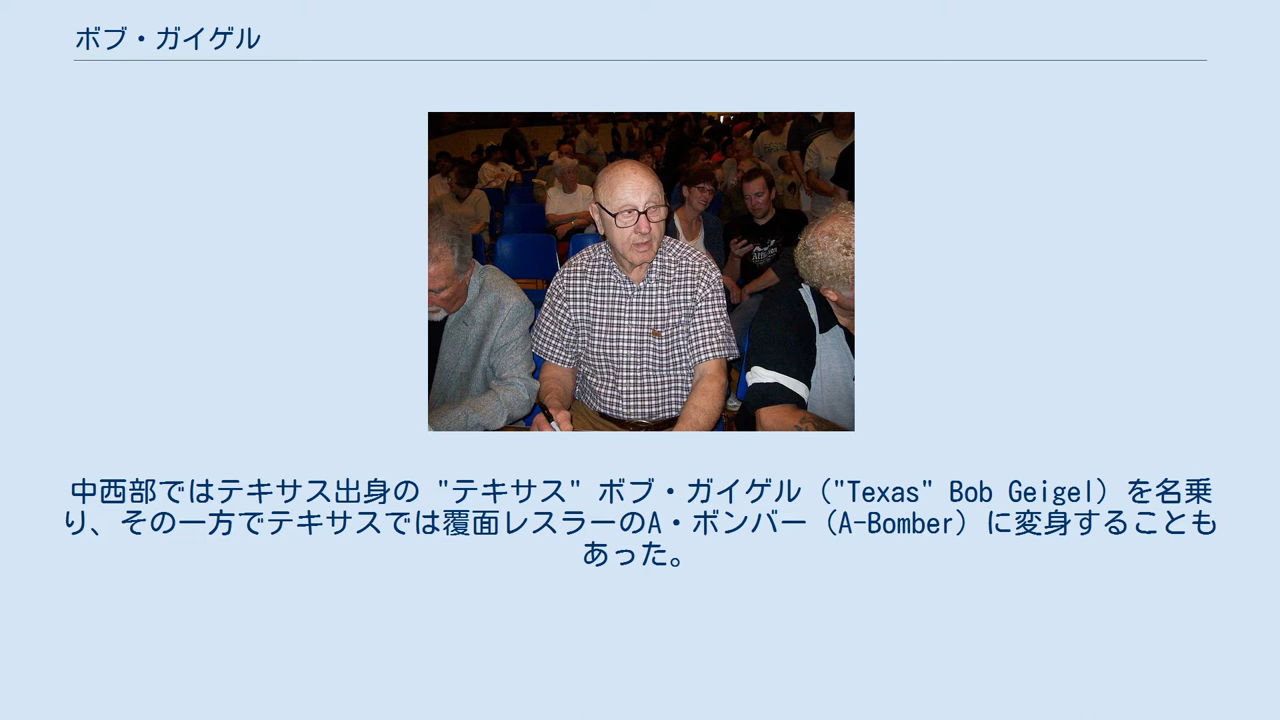 ボブ・ガイゲル
中西部ではテキサス出身の "テキサス" ボブ・ガイゲル（"Texas" Bob Geigel）を名乗
り、その一方でテキサスでは覆面レスラーのA・ボンバー（A-Bomber）に変身することも
あった。